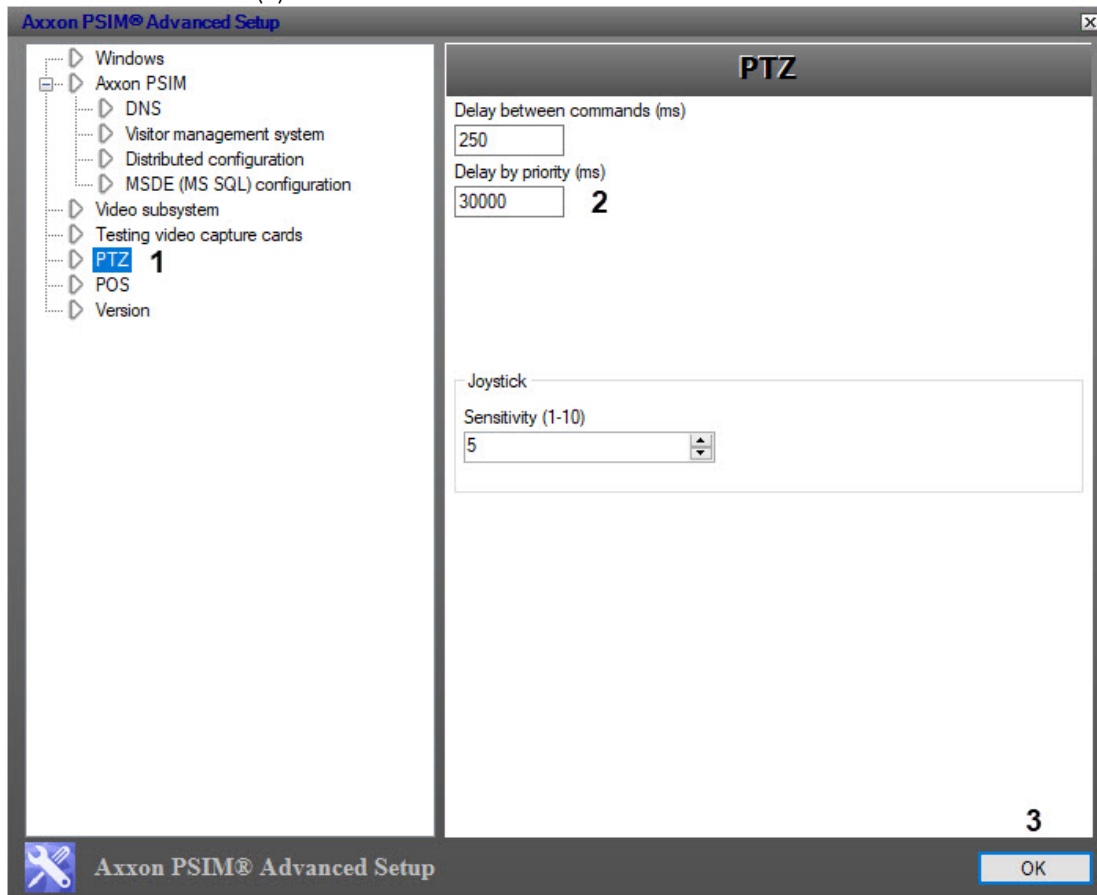 Axxon PSIM® Advanced Setup
Windows
Axxon PSIM
DNS
Visitor management system
Distributed configuration
MSDE (MS SQL) configuration
Video subsystem
Testing video capture cards
PTZ 1
POS
Version
PTZ
Delay between commands (ms)
250
Delay by priority (ms)
30000 2
Joystick
Sensitivity (1-10)
5
3
Axxon PSIM® Advanced Setup
OK